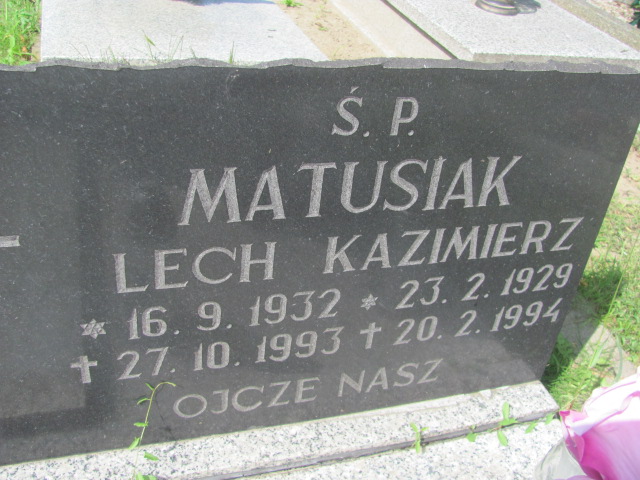 Ś. P.
MATUSIAK
LECH KAZIMIERZ
* 16. 9. 1932 * 23. 2. 1929
✝ 27. 10. 1993 ✝ 20. 2. 1994
OJCZE NASZ